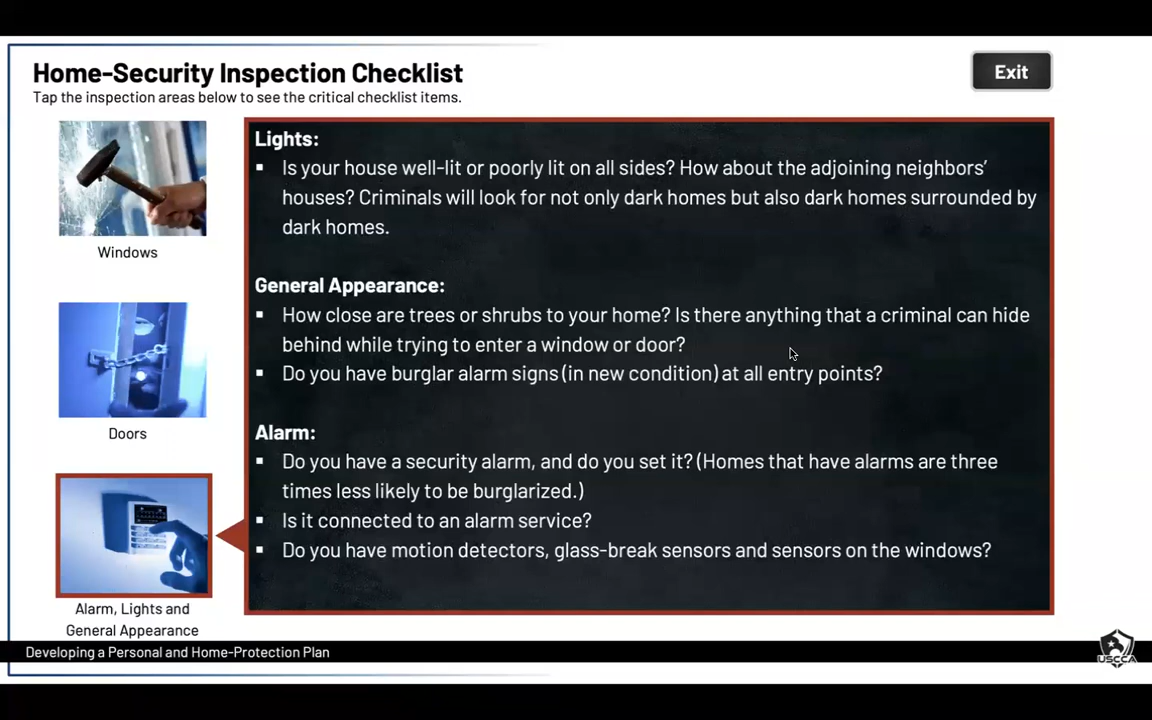 Home-Security Inspection Checklist
Exit
Tap the inspection areas below to see the critical checklist items.
Windows
Doors
Alarm, Lights and
General Appearance
Lights:
▪ Is your house well-lit or poorly lit on all sides? How about the adjoining neighbors’
houses? Criminals will look for not only dark homes but also dark homes surrounded by
dark homes.
General Appearance:
▪ How close are trees or shrubs to your home? Is there anything that a criminal can hide
behind while trying to enter a window or door?
▪ Do you have burglar alarm signs (in new condition) at all entry points?
Alarm:
▪ Do you have a security alarm, and do you set it? (Homes that have alarms are three
times less likely to be burglarized.)
▪ Is it connected to an alarm service?
▪ Do you have motion detectors, glass-break sensors and sensors on the windows?
Developing a Personal and Home-Protection Plan
USCCA